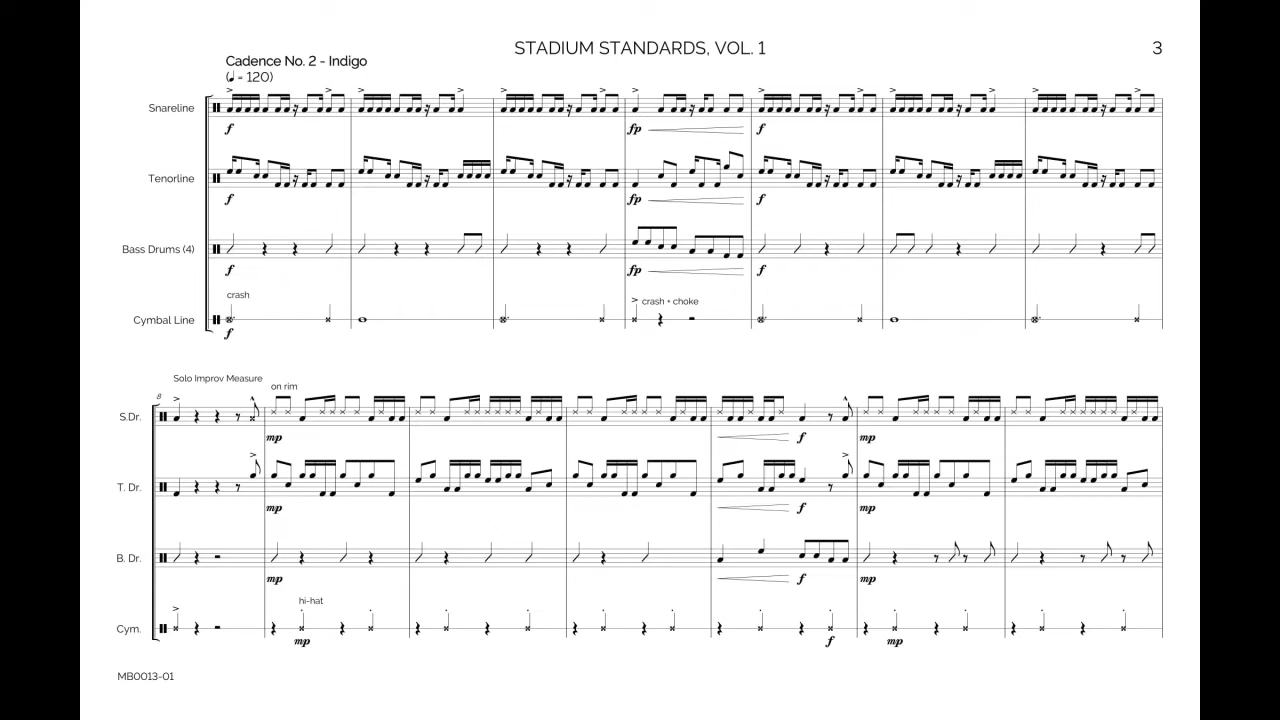 STADIUM STANDARDS, VOL. 1
3
Cadence No. 2 - Indigo
(♩ = 120)
Snareline
f
fp
f
Tenorline
f
fp
f
Bass Drums (4)
f
fp
f
crash
crash + choke
Cymbal Line
f
Solo Improv Measure
8
on rim
S.Dr.
mp
f
mp
T. Dr.
mp
f
mp
B. Dr.
mp
f
mp
hi-hat
Cym.
mp
f
mp
MB0013-01